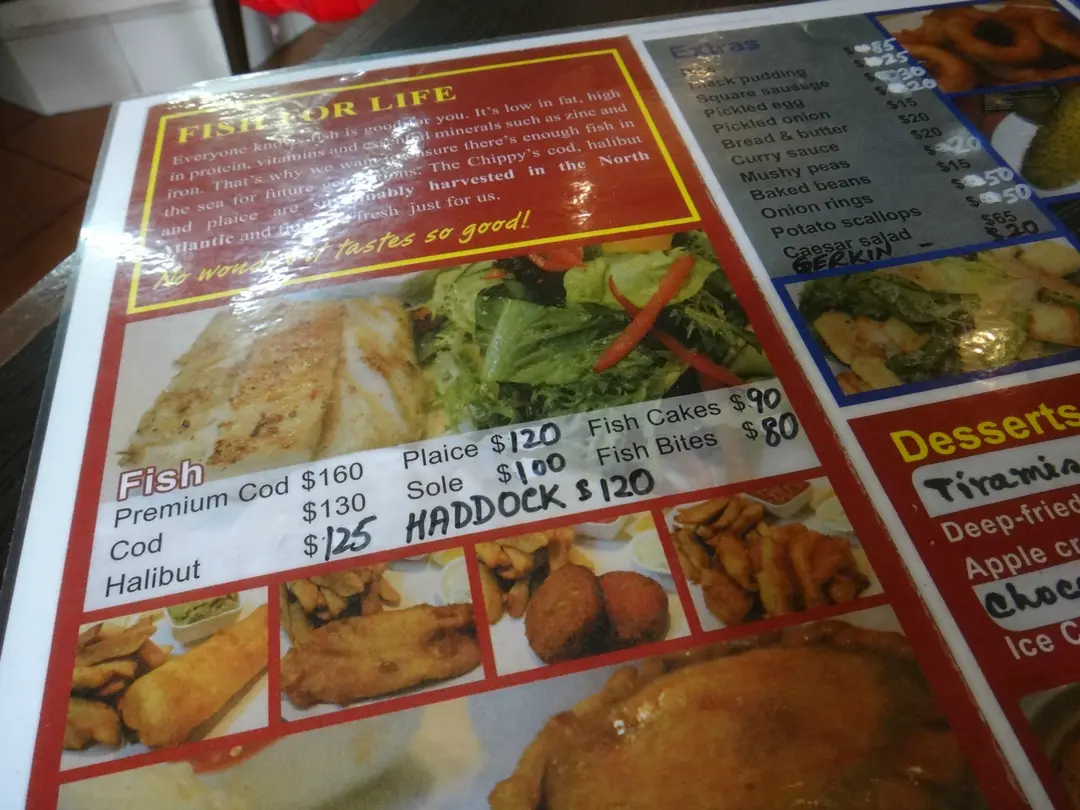 FISH FOR LIFE
Everyone knows fish is good for you. It's low in fat, high
in protein, vitamins and essential minerals such as zinc and
iron. That's why we want to ensure there's enough fish in
the sea for future generations. The Chippy's cod, halibut
and plaice are sustainably harvested in the North
Atlantic and fresh just for us.
No wonder it tastes so good!
Fish
Premium Cod $160
Cod $130
Halibut $125
Plaice $120
Sole $100
HADDOCK $120
Fish Cakes $90
Fish Bites $80
Extras
Black pudding 85
Square sausage 25
Pickled egg
Pickled onion 20
Bread & butter $15
Curry sauce $20
Mushy peas $20
Baked beans 20
Onion rings $15
Potato scallops 50
Caesar salad $65
GERKIN - $20
Desserts
Deep-fried
Apple
Ice